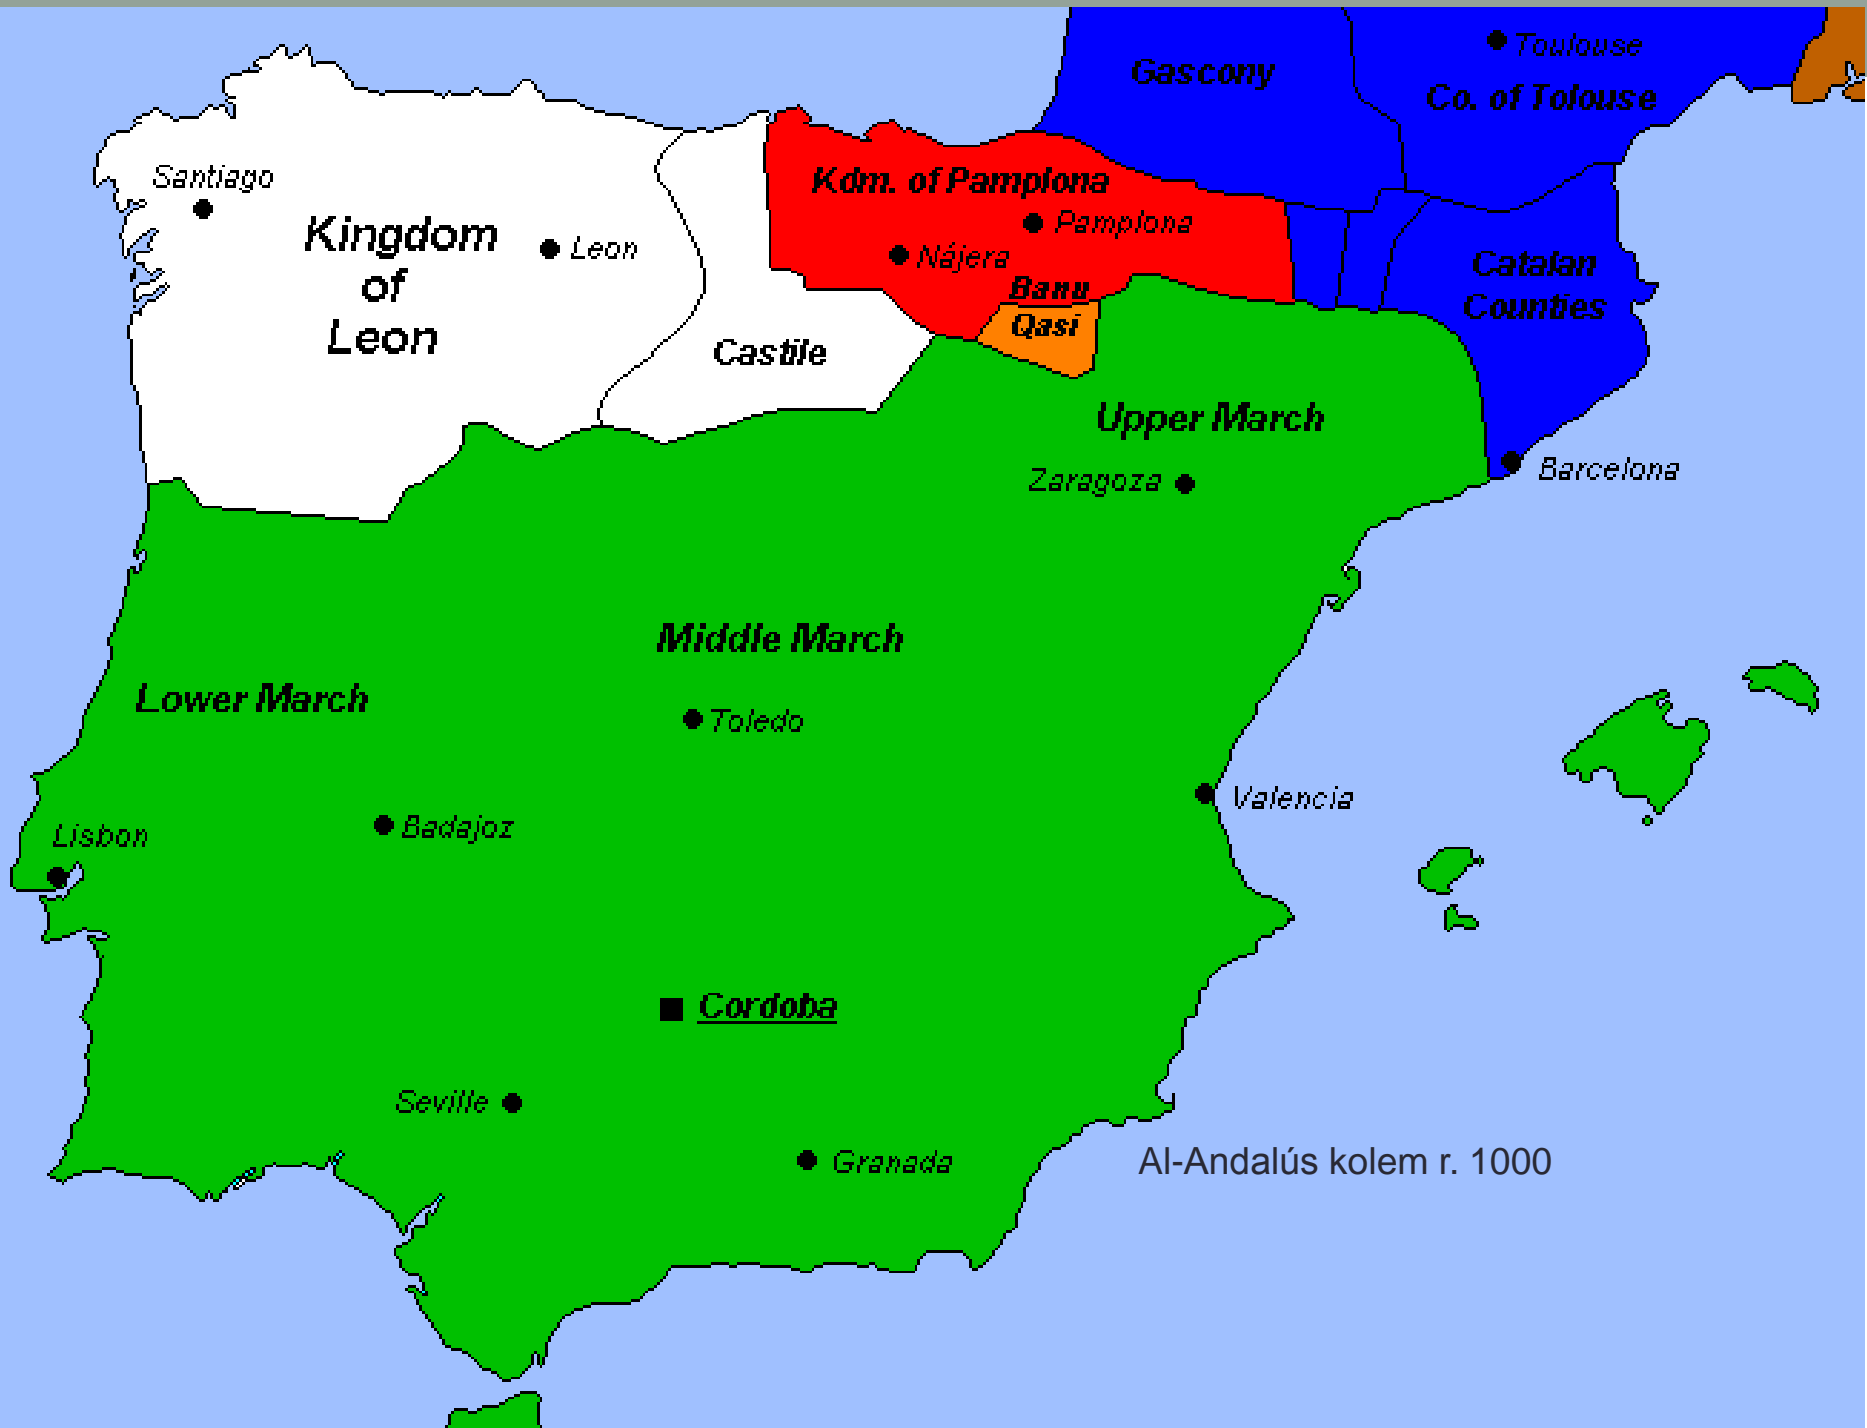 Toulouse
Gascony
Co. of Tolouse
Santiago
Kdm. of Pamplona
Pamplona
Kingdom
of
Leon
Leon
Nájera
Catalan
Counties
Banu
Qasi
Castile
Upper March
Barcelona
Zaragoza
Middle March
Lower March
Toledo
Valencia
Badajoz
Lisbon
Cordoba
Seville
Granada
Al-Andalús kolem r. 1000